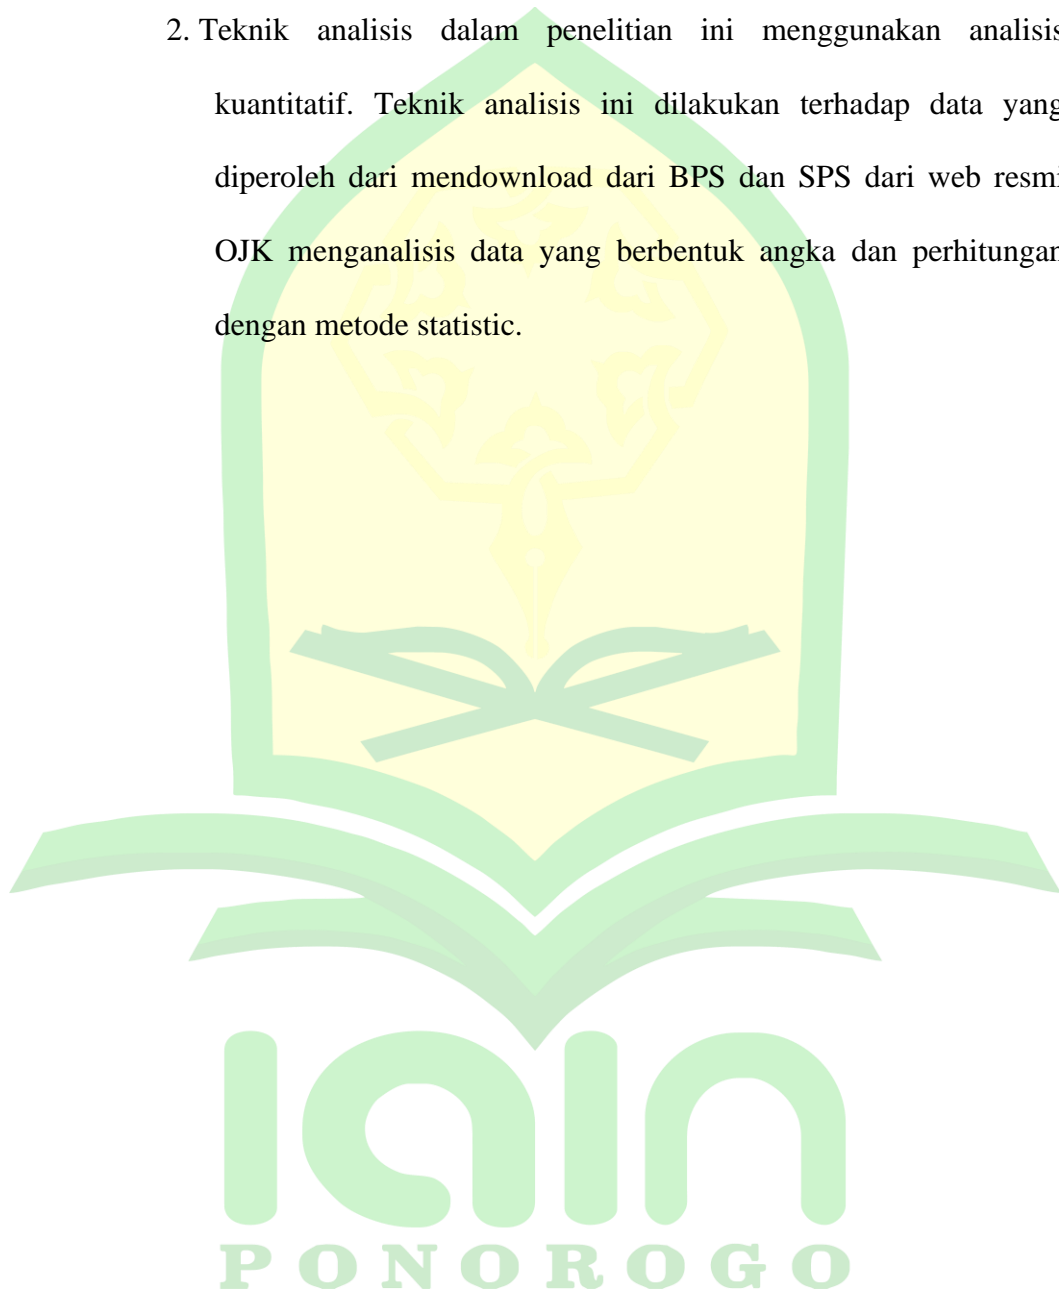 2. Teknik analisis dalam penelitian ini menggunakan analisis
kuantitatif. Teknik analisis ini dilakukan terhadap data yang
diperoleh dari mendownload dari BPS dan SPS dari web resmi
OJK menganalisis data yang berbentuk angka dan perhitungan
dengan metode statistic.
iain
PONOROGO